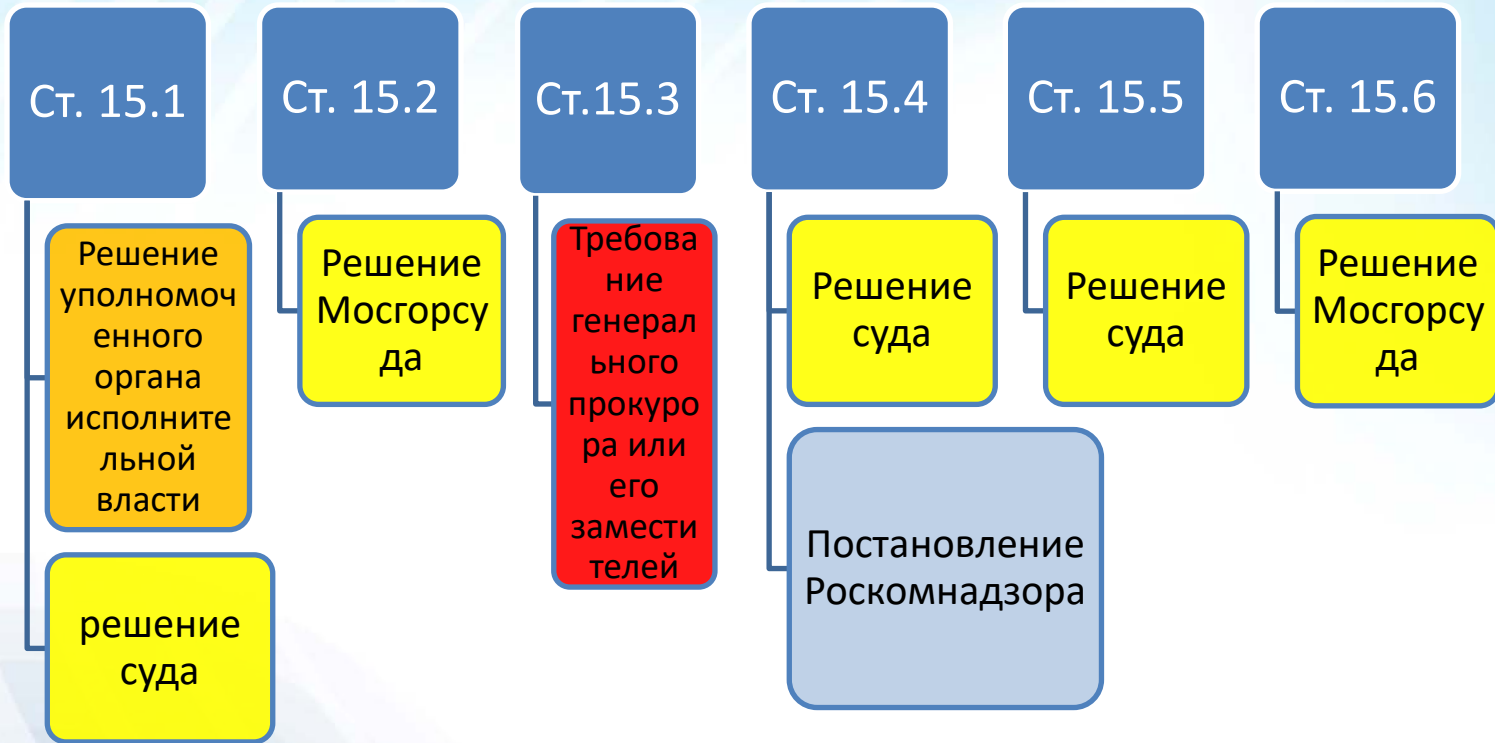 Ст. 15.1
Решение
уполномоч
енного
органа
исполните
льной
власти
решение
суда
Ст. 15.2
Решение
Мосгорсу
да
Ст.15.3
Требова
ние
генерал
ьного
прокуро
ра или
его
замести
телей
Ст. 15.4
Решение
суда
Постановление
Роскомнадзора
Ст. 15.5
Решение
суда
Ст. 15.6
Решение
Мосгорсу
да